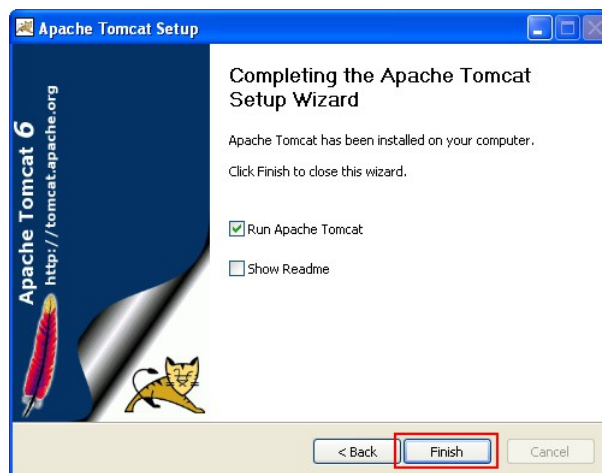 Apache Tomcat Setup
Apache Tomcat 6
http://tomcat.apache.org
Completing the Apache Tomcat
Setup Wizard
Apache Tomcat has been installed on your computer.
Click Finish to close this wizard.
Run Apache Tomcat
Show Readme
< Back
Finish
Cancel